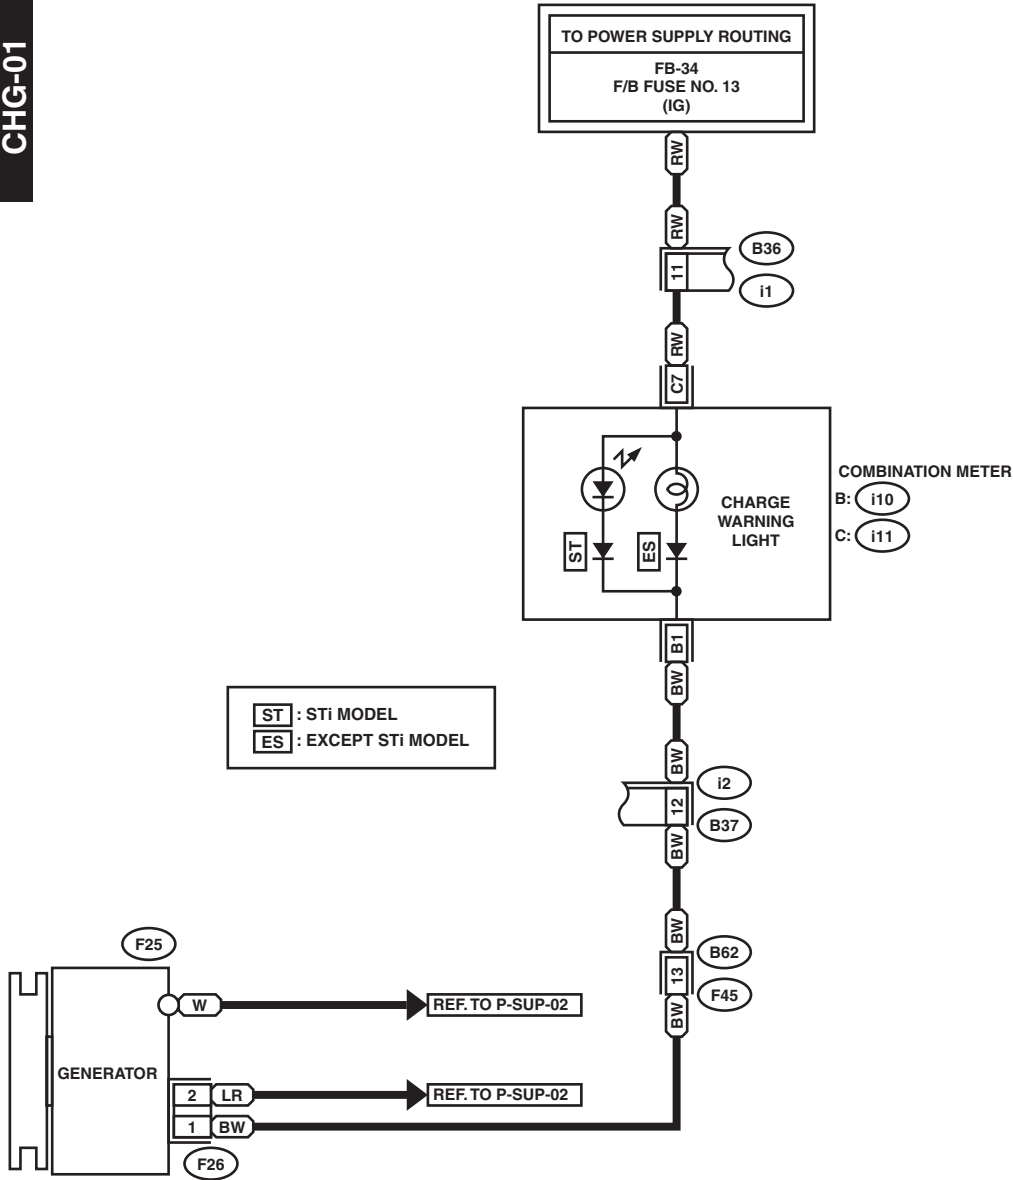 CHG-01
TO POWER SUPPLY ROUTING
FB-34
F/B FUSE NO. 13
(IG)
RW
RW
B36
11
i1
RW
C7
COMBINATION METER
B: i10
CHARGE
WARNING
LIGHT
C: i11
ST
ES
B1
BW
ST : STi MODEL
ES : EXCEPT STi MODEL
BW
i2
12
B37
BW
BW
B62
13
F45
BW
F25
W
REF. TO P-SUP-02
GENERATOR
2 LR
REF. TO P-SUP-02
1 BW
F26